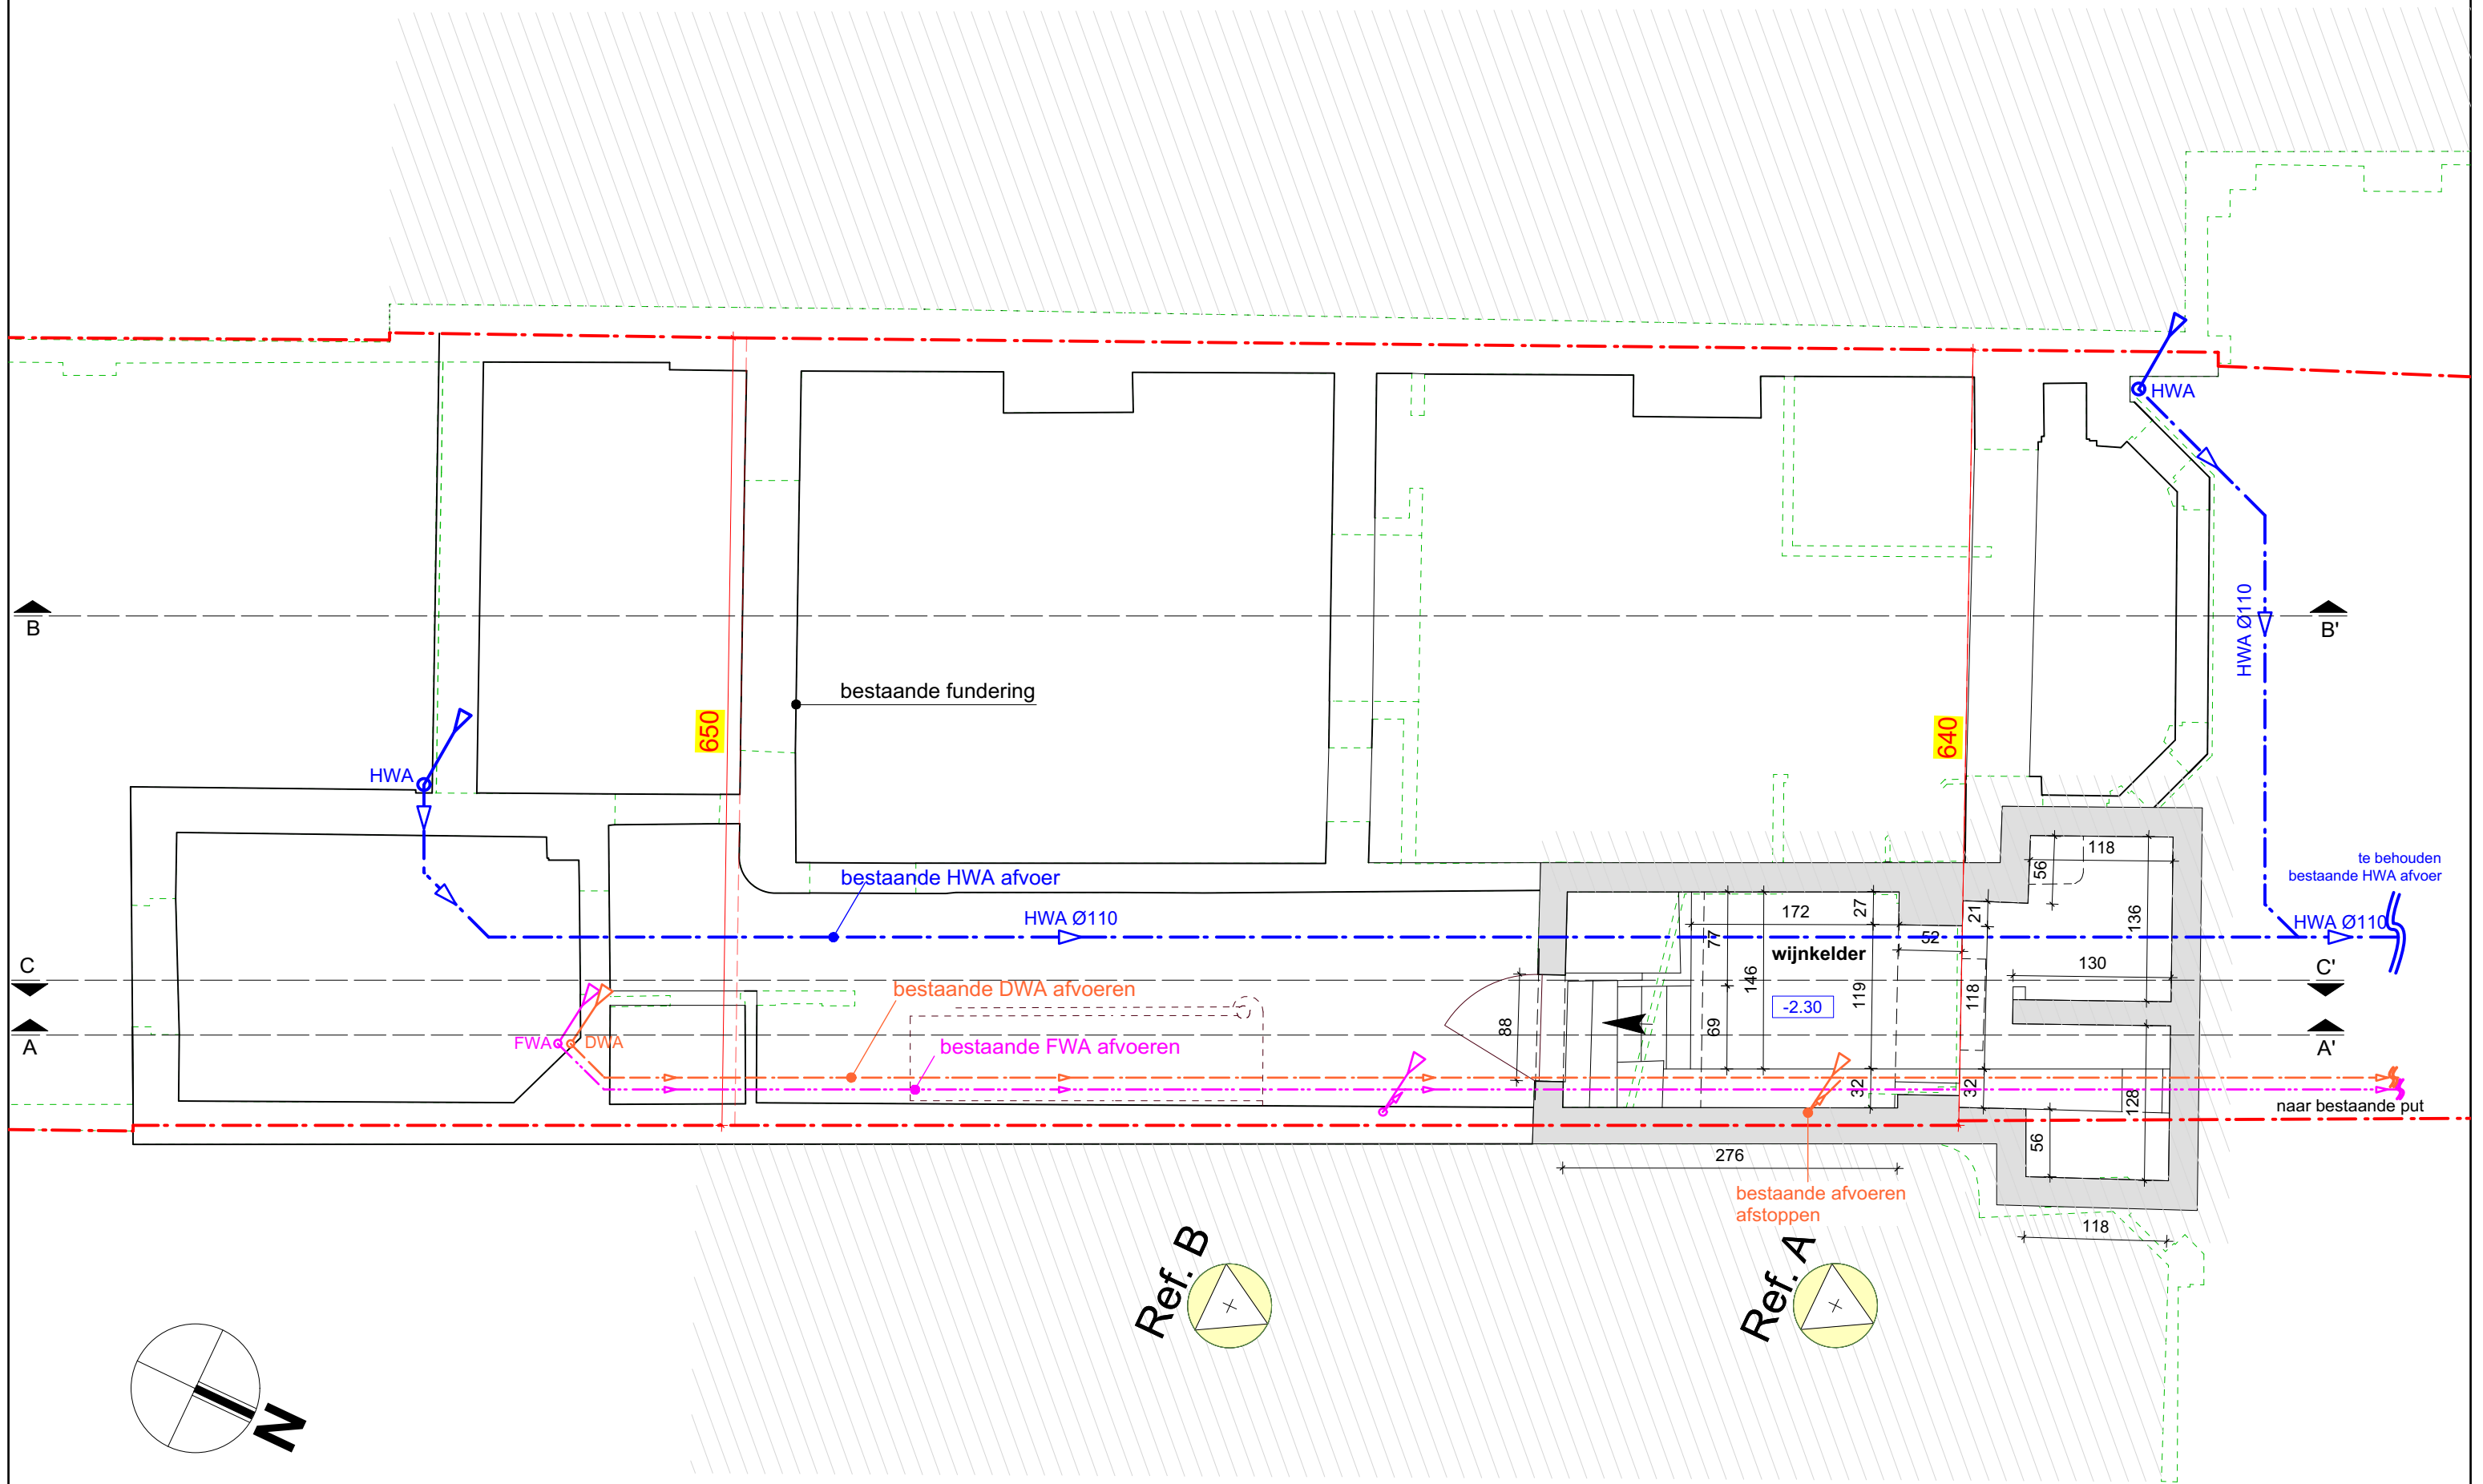 HWA
HWA Ø110
B
B'
bestaande fundering
650
640
HWA
te behouden
bestaande HWA afvoer
HWA Ø110
bestaande HWA afvoer
HWA Ø110
118
56
136
172
27
21
77
52
wijnkelder
146
130
C
C'
bestaande DWA afvoeren
-2.30
119
118
88
69
A
A'
FWA
DWA
bestaande FWA afvoeren
32
32
128
naar bestaande put
56
276
bestaande afvoeren
afstoppen
118
Ref. B
Ref. A
N